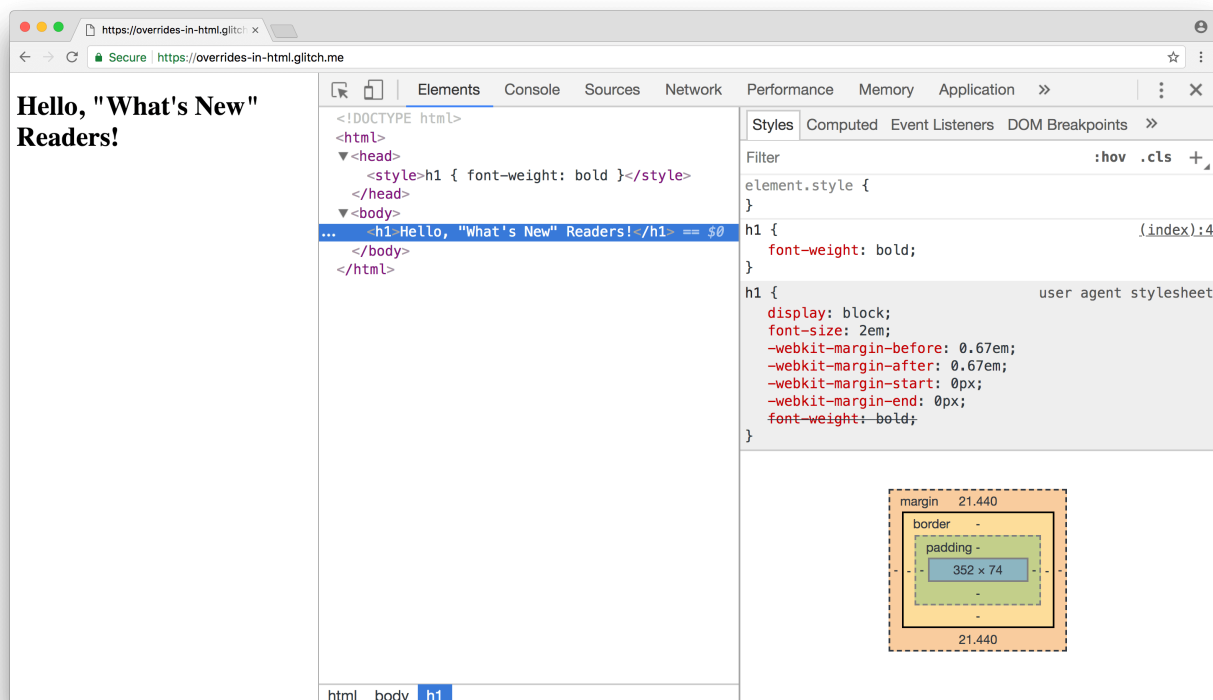 https://overrides-in-html.glitch ×
Secure | https://overrides-in-html.glitch.me
Hello, "What's New"
Readers!
Elements Console Sources Network Performance Memory Application »
<!DOCTYPE html>
<html>
▼<head>
<style>h1 { font-weight: bold }</style>
</head>
▼<body>
... <h1>Hello, "What's New" Readers!</h1> == $0
</body>
</html>
html body h1
Styles Computed Event Listeners DOM Breakpoints »
Filter :hov .cls +
element.style {
}
h1 { (index):4
font-weight: bold;
}
h1 { user agent stylesheet
display: block;
font-size: 2em;
-webkit-margin-before: 0.67em;
-webkit-margin-after: 0.67em;
-webkit-margin-start: 0px;
-webkit-margin-end: 0px;
font-weight: bold;
}
margin 21.440
border -
padding -
- - - 352 × 74 - - -
-
-
21.440